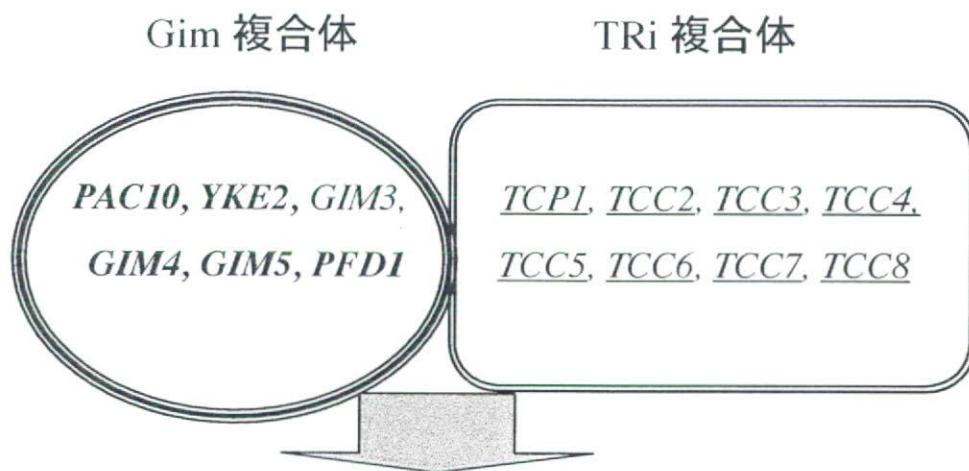 Gim 複合体
TRi 複合体
PAC10, YKE2, GIM3,
GIM4, GIM5, PFD1
TCP1, TCC2, TCC3, TCC4,
TCC5, TCC6, TCC7, TCC8